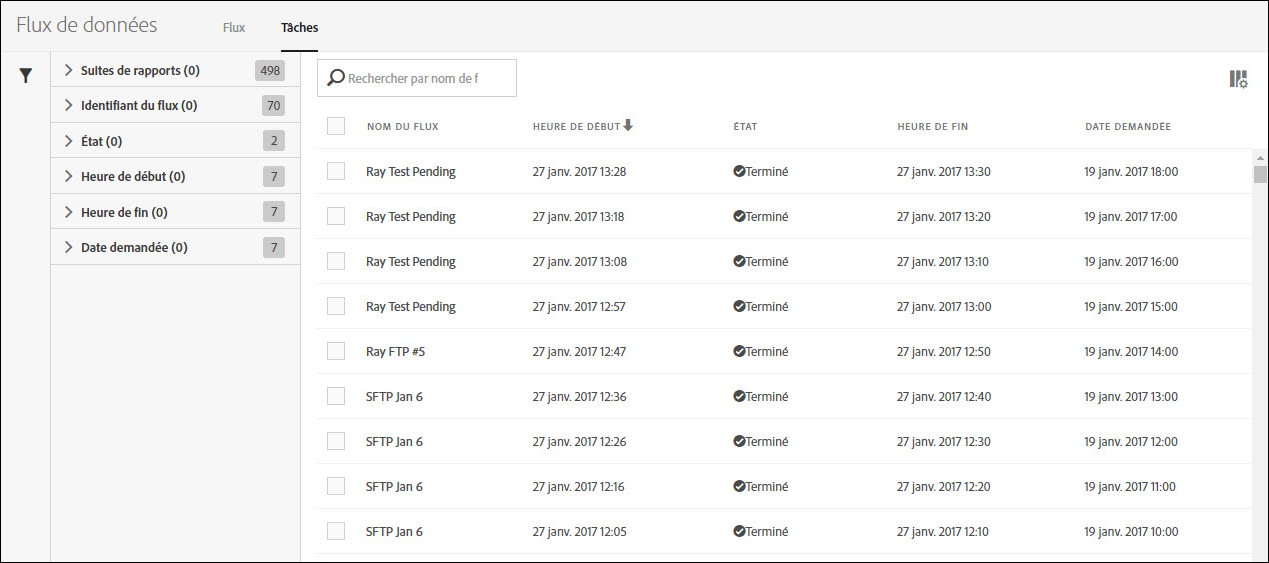 Flux de données Flux Tâches
Suites de rapports (0) 498
Identifiant du flux (0) 70
État (0) 2
Heure de début (0) 7
Heure de fin (0) 7
Date demandée (0) 7
Rechercher par nom de f
NOM DU FLUX HEURE DE DÉBUT ÉTAT HEURE DE FIN DATE DEMANDÉE
Ray Test Pending 27 janv. 2017 13:28 Terminé 27 janv. 2017 13:30 19 janv. 2017 18:00
Ray Test Pending 27 janv. 2017 13:18 Terminé 27 janv. 2017 13:20 19 janv. 2017 17:00
Ray Test Pending 27 janv. 2017 13:08 Terminé 27 janv. 2017 13:10 19 janv. 2017 16:00
Ray Test Pending 27 janv. 2017 12:57 Terminé 27 janv. 2017 13:00 19 janv. 2017 15:00
Ray FTP #5 27 janv. 2017 12:47 Terminé 27 janv. 2017 12:50 19 janv. 2017 14:00
SFTP Jan 6 27 janv. 2017 12:36 Terminé 27 janv. 2017 12:40 19 janv. 2017 13:00
SFTP Jan 6 27 janv. 2017 12:26 Terminé 27 janv. 2017 12:30 19 janv. 2017 12:00
SFTP Jan 6 27 janv. 2017 12:16 Terminé 27 janv. 2017 12:20 19 janv. 2017 11:00
SFTP Jan 6 27 janv. 2017 12:05 Terminé 27 janv. 2017 12:10 19 janv. 2017 10:00